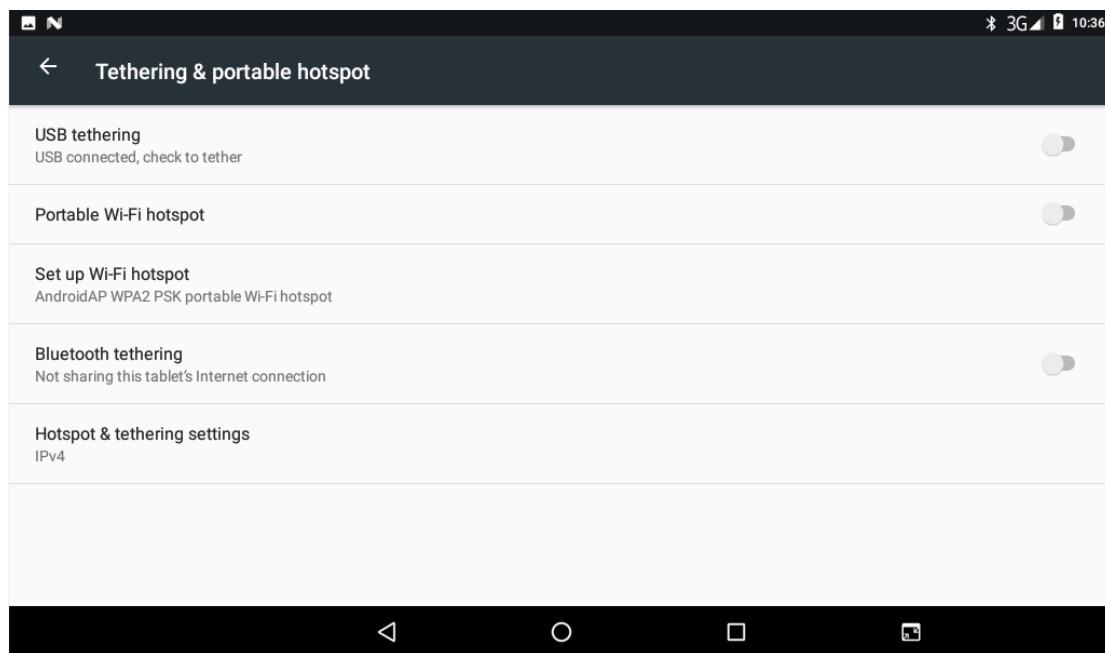 3G 10:36
Tethering & portable hotspot
USB tethering
USB connected, check to tether
Portable Wi-Fi hotspot
Set up Wi-Fi hotspot
AndroidAP WPA2 PSK portable Wi-Fi hotspot
Bluetooth tethering
Not sharing this tablet's Internet connection
Hotspot & tethering settings
IPv4